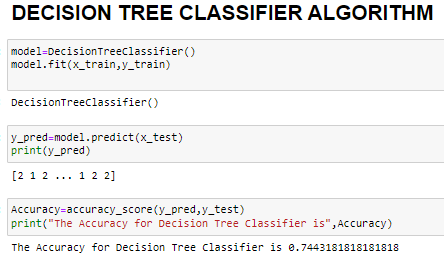 DECISION TREE CLASSIFIER ALGORITHM
model=DecisionTreeClassifier()
model.fit(x_train,y_train)
DecisionTreeClassifier()
y_pred=model.predict(x_test)
print(y_pred)
[2 1 2 ... 1 2 2]
Accuracy=accuracy_score(y_pred,y_test)
print("The Accuracy for Decision Tree Classifier is",Accuracy)
The Accuracy for Decision Tree Classifier is 0.7443181818181818